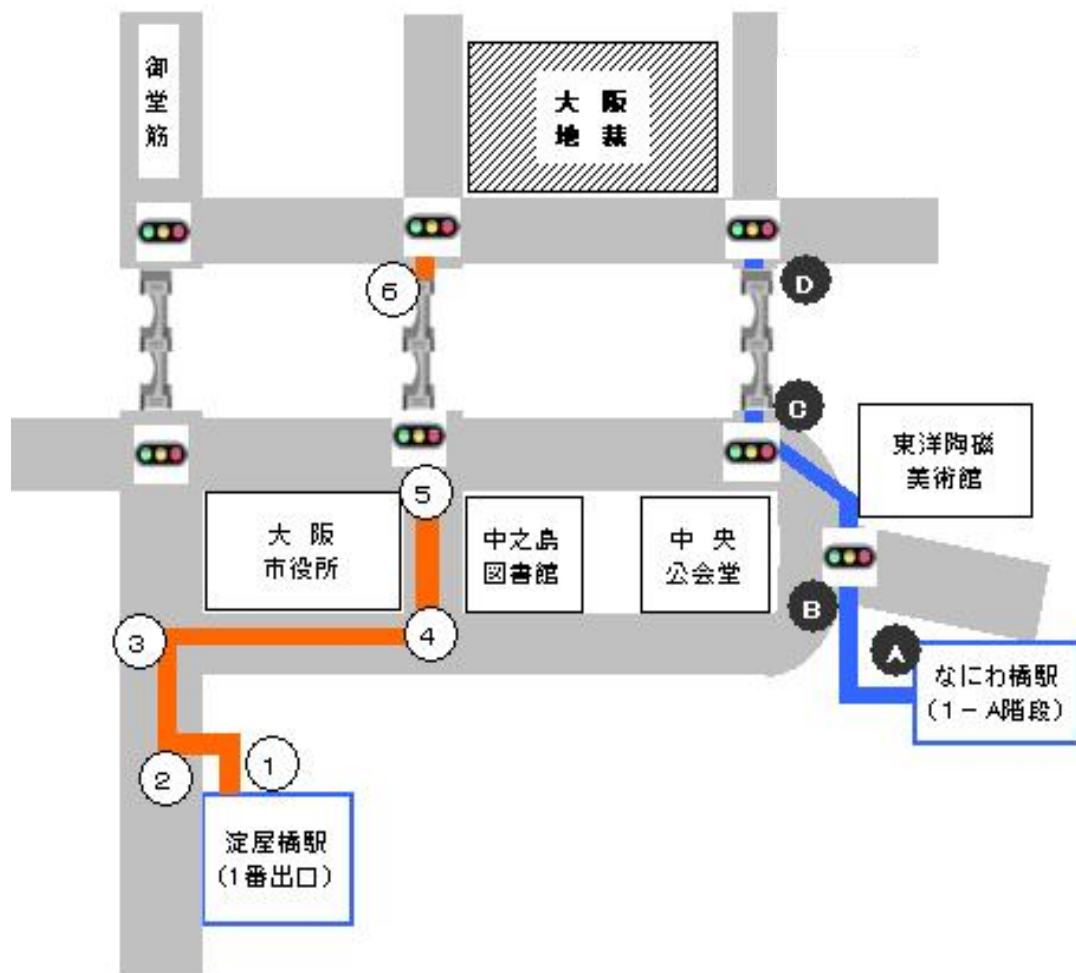 御堂筋
大阪
地裁
6
D
C
東洋陶磁
美術館
5
大阪
市役所
中之島
図書館
中央
公会堂
B
3
4
A
なにわ橋駅
(1-A階段)
1
2
淀屋橋駅
(1番出口)